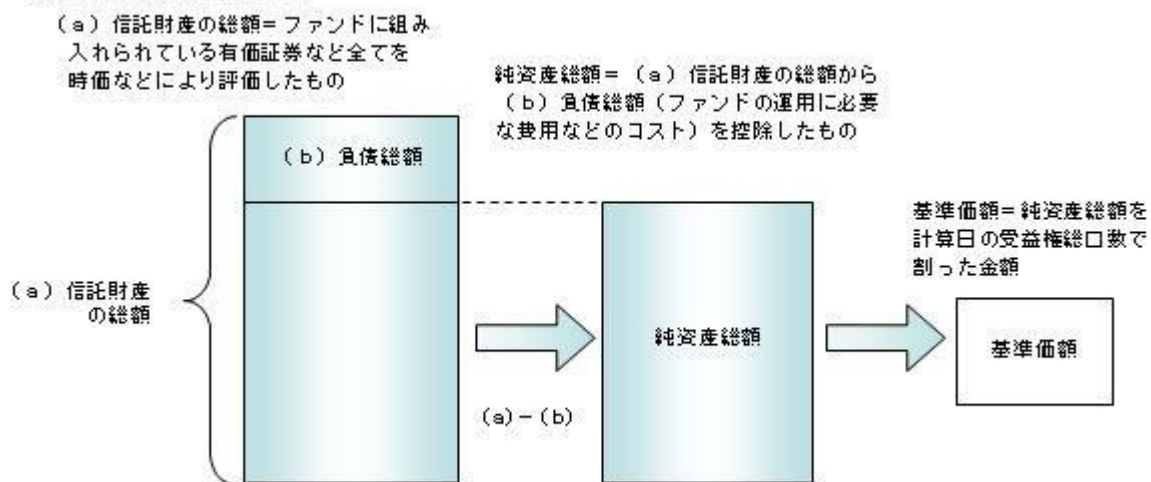 (a)信託財産の総額=ファンドに組み
入れられている有価証券など全てを
時価などにより評価したもの
純資産総額=(a)信託財産の総額から
(b)負債総額(ファンドの運用に必要
な費用などのコスト)を控除したもの
(b)負債総額
基準価額=純資産総額を
計算日の受益権総口数で
割った金額
(a)信託財産
の総額
純資産総額
基準価額
(a)-(b)